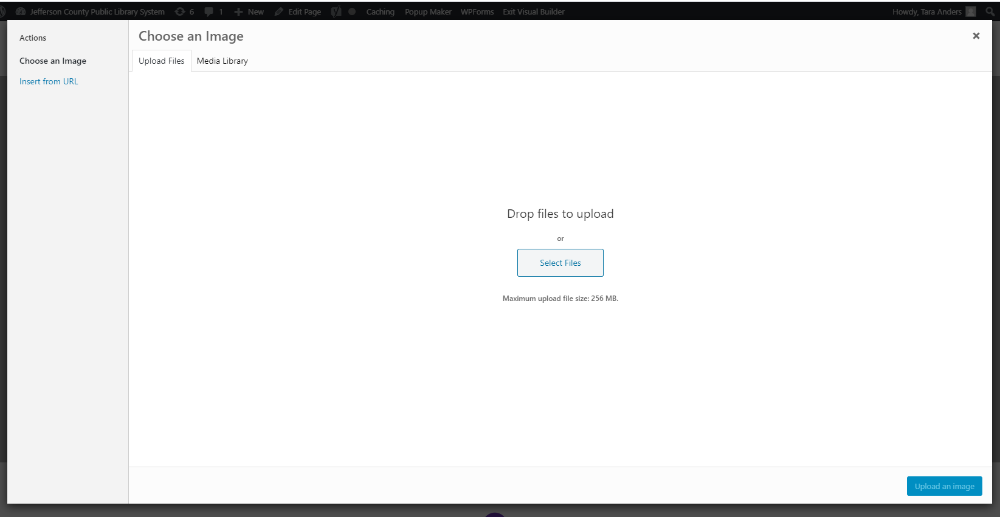 Jefferson County Public Library System 6 1 New Edit Page Caching Popup Maker WPForms Exit Visual Builder Howdy, Tara Anders
Actions
Choose an Image
Insert from URL
Choose an Image
Upload Files Media Library
Drop files to upload
or
Select Files
Maximum upload file size: 256 MB.
Upload an image